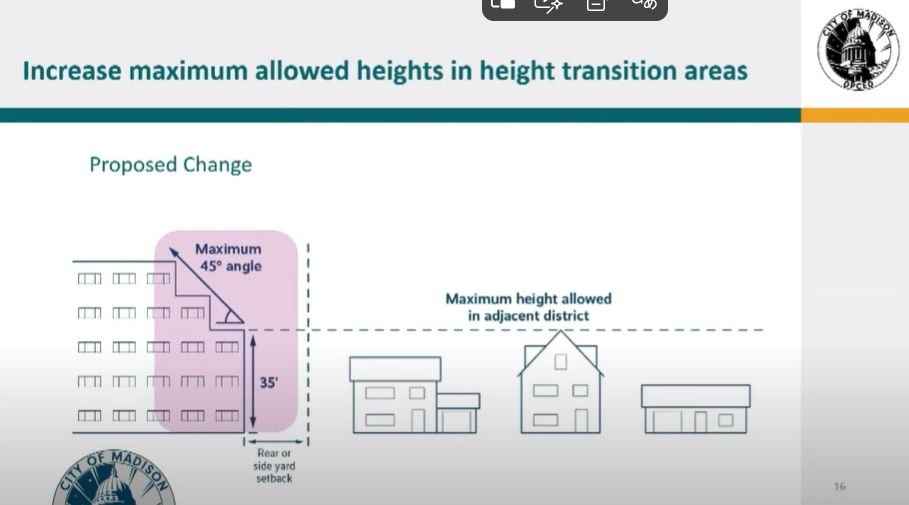 Increase maximum allowed heights in height transition areas
CITY OF MADISON
DPCED
Proposed Change
Maximum
45° angle
Maximum height allowed
in adjacent district
35'
Rear or
side yard
setback
CITY OF MADISON
16